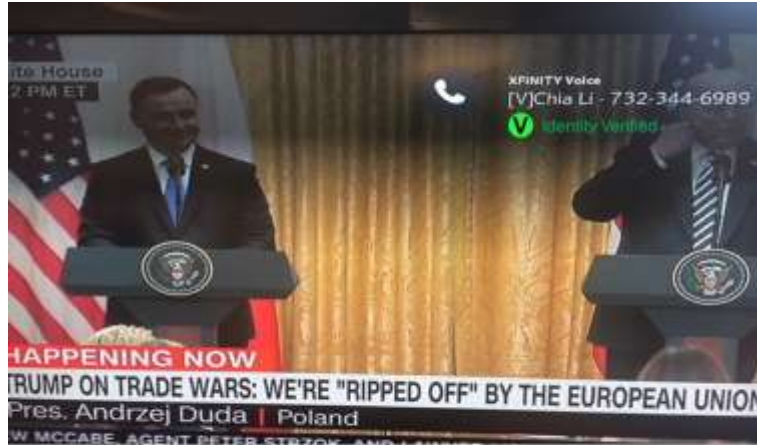 ite House
2 PM ET
XFINITY Voice
[V]Chia Li - 732-344-6989
V Identity Verified
HAPPENING NOW
TRUMP ON TRADE WARS: WE'RE "RIPPED OFF" BY THE EUROPEAN UNION
Pres. Andrzej Duda | Poland
W MCCABE, AGENT PETER STRZOK, AND